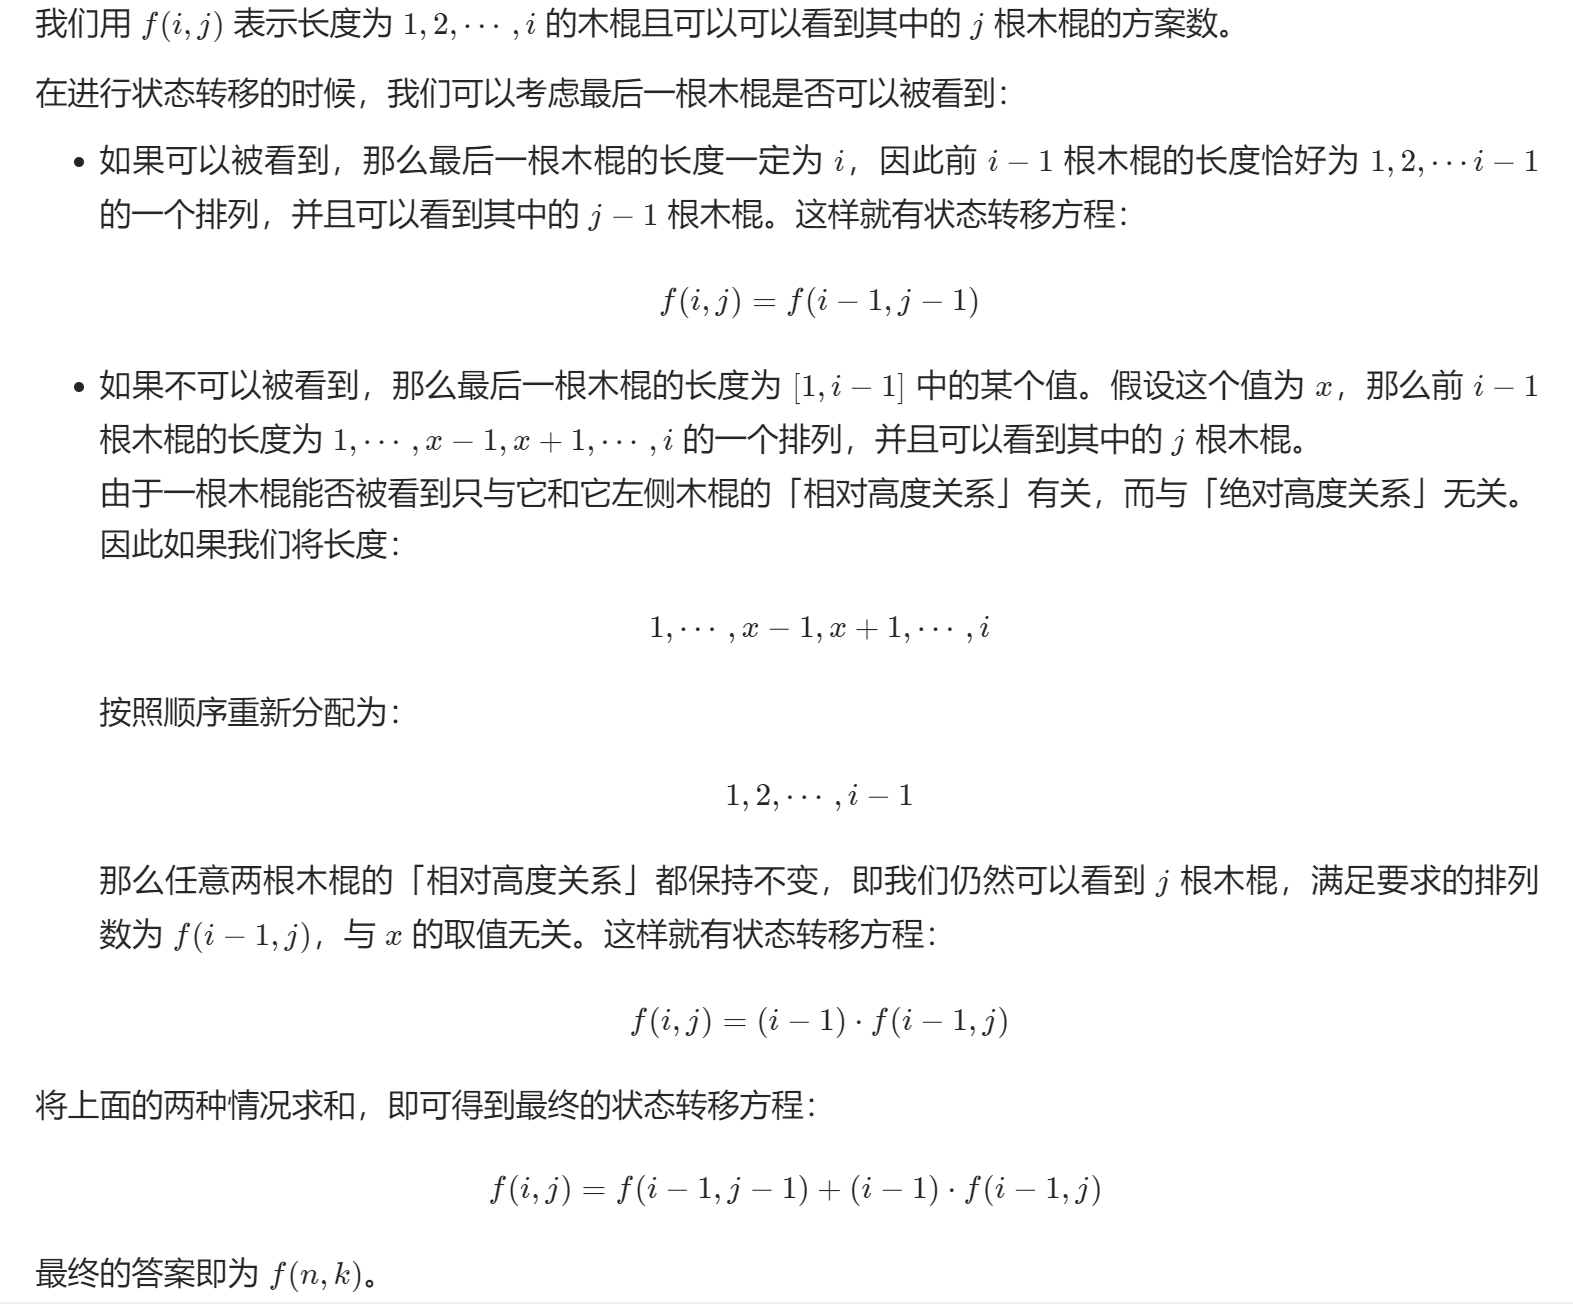 我们用 f(i, j) 表示长度为 1, 2, ⋯ , i 的木棍且可以可以看到其中的 j 根木棍的方案数。
在进行状态转移的时候，我们可以考虑最后一根木棍是否可以被看到：
• 如果可以被看到，那么最后一根木棍的长度一定为 i，因此前 i − 1 根木棍的长度恰好为 1, 2, ⋯ i − 1
的一个排列，并且可以看到其中的 j − 1 根木棍。这样就有状态转移方程：
f(i, j) = f(i − 1, j − 1)
• 如果不可以被看到，那么最后一根木棍的长度为 [1, i − 1] 中的某个值。假设这个值为 x，那么前 i − 1
根木棍的长度为 1, ⋯ , x − 1, x + 1, ⋯ , i 的一个排列，并且可以看到其中的 j 根木棍。
由于一根木棍能否被看到只与它和它左侧木棍的「相对高度关系」有关，而与「绝对高度关系」无关。
因此如果我们将长度：
1, ⋯ , x − 1, x + 1, ⋯ , i
按照顺序重新分配为：
1, 2, ⋯ , i − 1
那么任意两根木棍的「相对高度关系」都保持不变，即我们仍然可以看到 j 根木棍，满足要求的排列
数为 f(i − 1, j)，与 x 的取值无关。这样就有状态转移方程：
f(i, j) = (i − 1) ⋅ f(i − 1, j)
将上面的两种情况求和，即可得到最终的状态转移方程：
f(i, j) = f(i − 1, j − 1) + (i − 1) ⋅ f(i − 1, j)
最终的答案即为 f(n, k)。